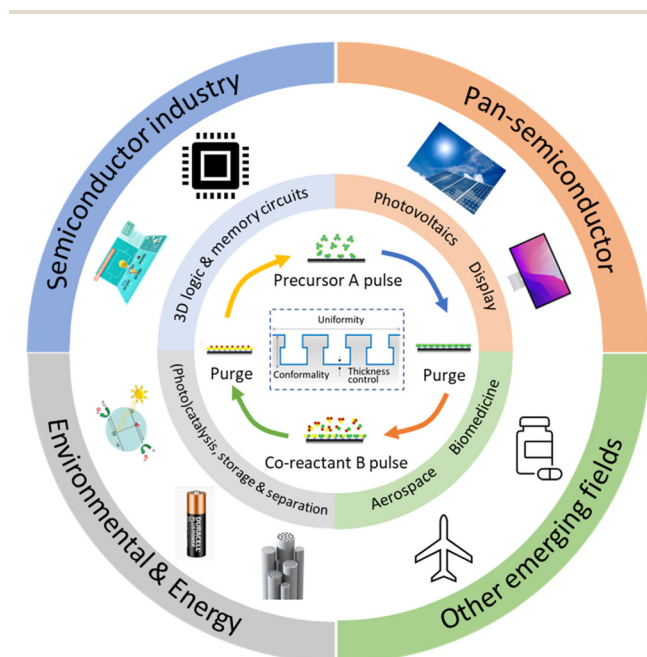 Semiconductor industry
Pan-semiconductor
3D logic & memory circuits
Photovoltaics
Display
Precursor A pulse
Uniformity
Conformality
Thickness
control
Purge
Purge
Co-reactant B pulse
(Photo)catalysis, storage & separation
Biomedicine
Aerospace
DURACELL
Environmental & Energy
Other emerging fields